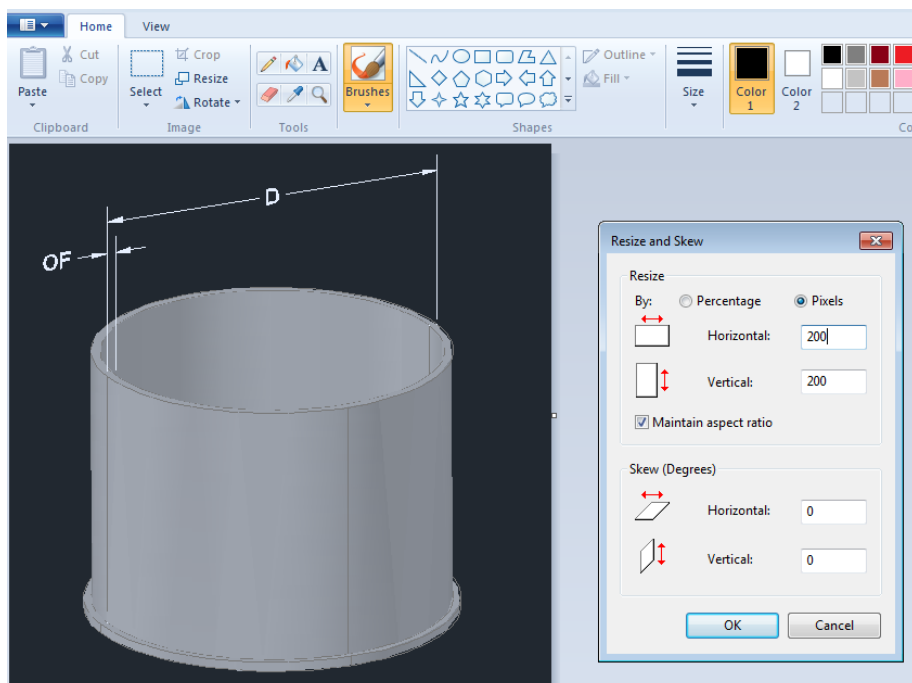 Home View
Cut
Copy
Paste
Clipboard
Select
Crop
Resize
Rotate
Image
A
Tools
Brushes
Outline
Fill
Shapes
Size
Color 1
Color 2
Co
D
OF
Resize and Skew
Resize
By: Percentage Pixels
Horizontal: 200
Vertical: 200
Maintain aspect ratio
Skew (Degrees)
Horizontal: 0
Vertical: 0
OK Cancel